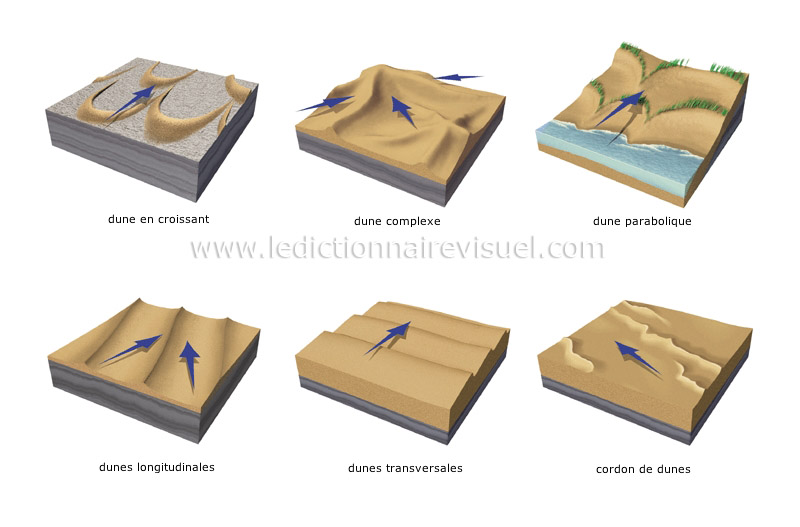 dune en croissant
dune complexe
dune parabolique
www.ledictionnairevisuel.com
dunes longitudinales
dunes transversales
cordon de dunes